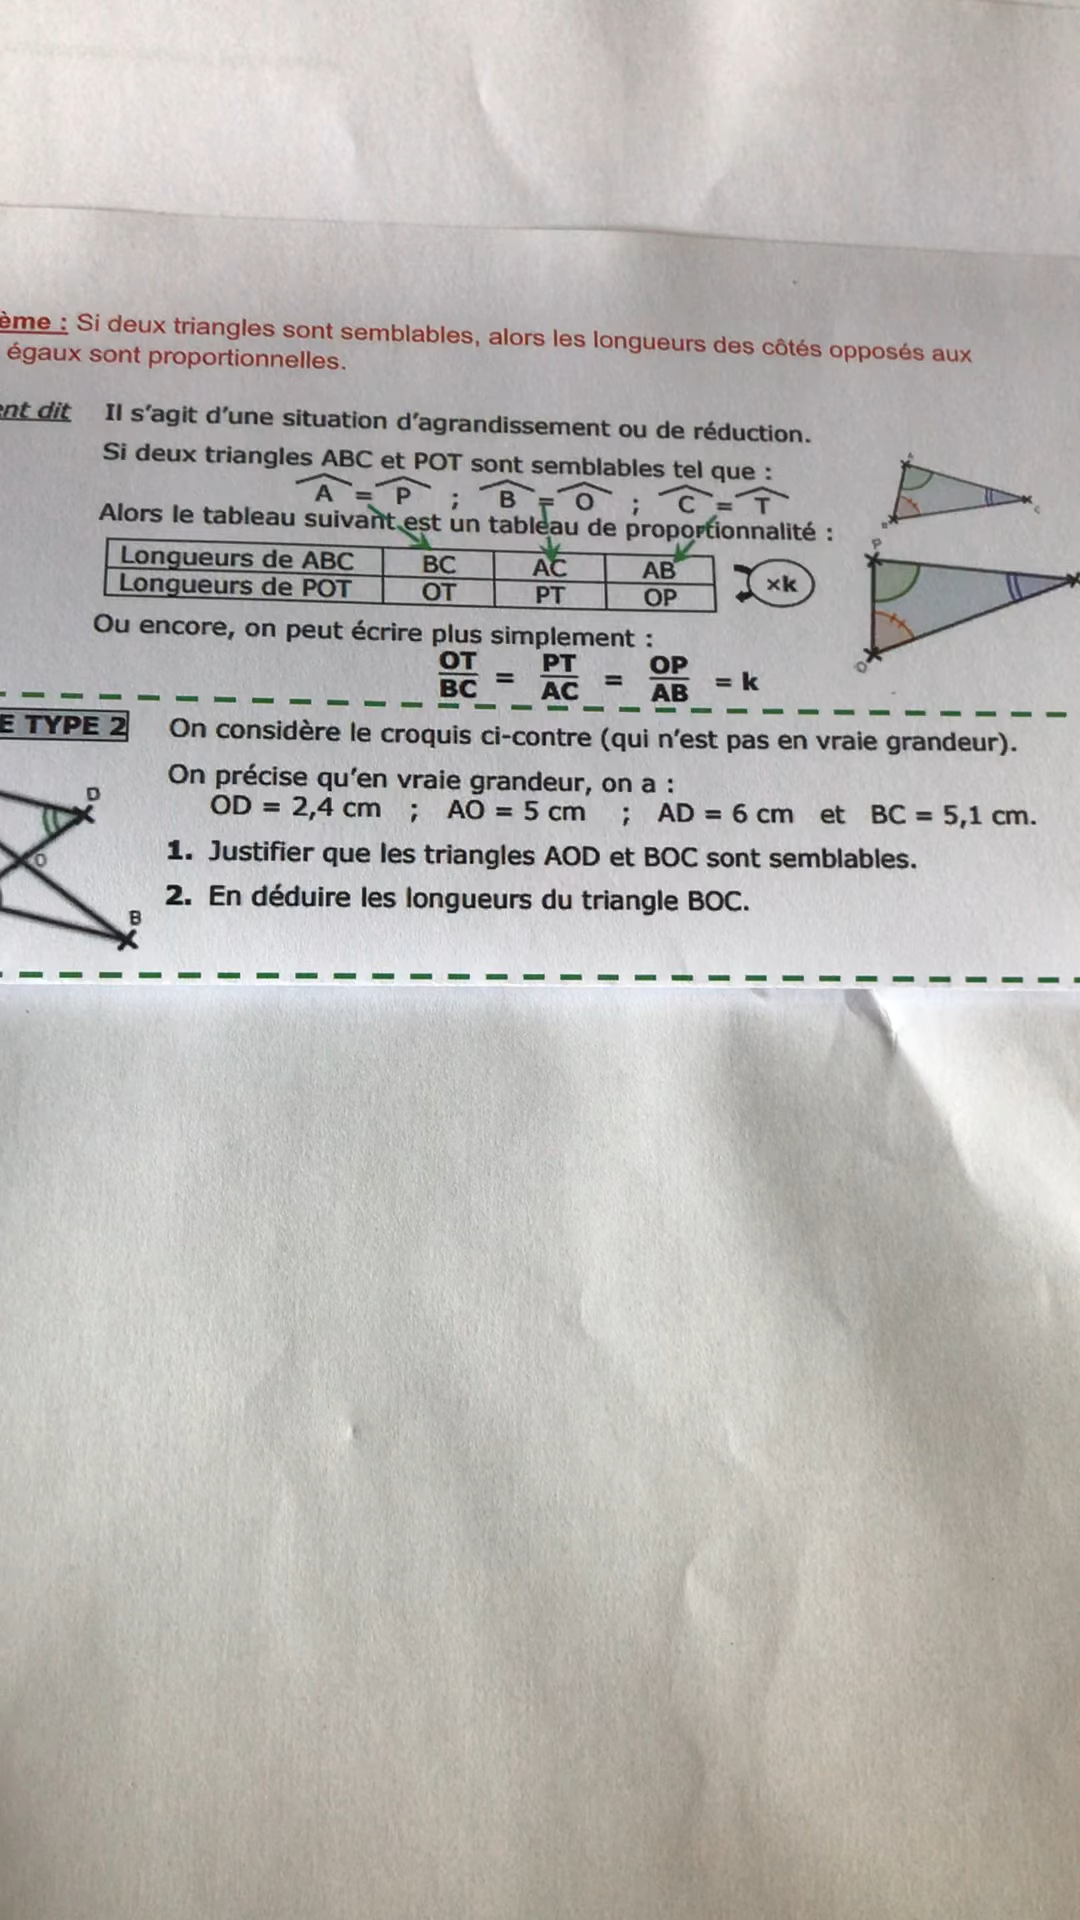 ème : Si deux triangles sont semblables, alors les longueurs des côtés opposés aux
égaux sont proportionnelles.
ent dit Il s'agit d'une situation d'agrandissement ou de réduction.
Si deux triangles ABC et POT sont semblables tel que :
A = P ; B = O ; C = T
Alors le tableau suivant est un tableau de proportionnalité :
Longueurs de ABC BC AC AB
Longueurs de POT OT PT OP
×k
P
O
Ou encore, on peut écrire plus simplement :
OT/BC = PT/AC = OP/AB = k
E TYPE 2 On considère le croquis ci-contre (qui n'est pas en vraie grandeur).
On précise qu'en vraie grandeur, on a :
OD = 2,4 cm ; AO = 5 cm ; AD = 6 cm et BC = 5,1 cm.
1. Justifier que les triangles AOD et BOC sont semblables.
2. En déduire les longueurs du triangle BOC.
D
O
B